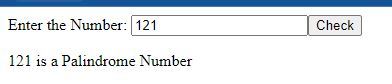 Enter the Number: 121 Check
121 is a Palindrome Number